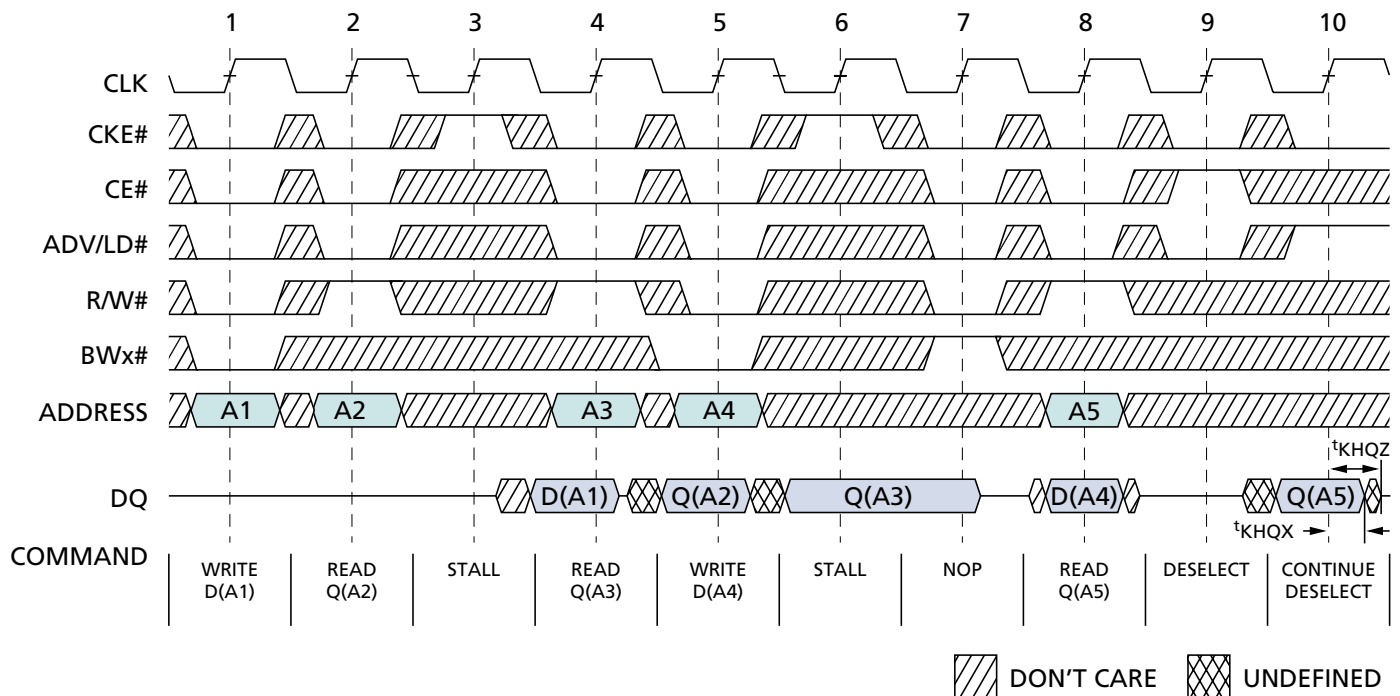 1 2 3 4 5 6 7 8 9 10
CLK
CKE#
CE#
ADV/LD#
R/W#
BWx#
ADDRESS A1 A2 A3 A4 A5
tKHQZ
DQ D(A1) Q(A2) Q(A3) D(A4) Q(A5)
tKHQX
COMMAND
WRITE READ STALL READ WRITE STALL NOP READ DESELECT CONTINUE
D(A1) Q(A2) Q(A3) D(A4) Q(A5) DESELECT
DON'T CARE UNDEFINED